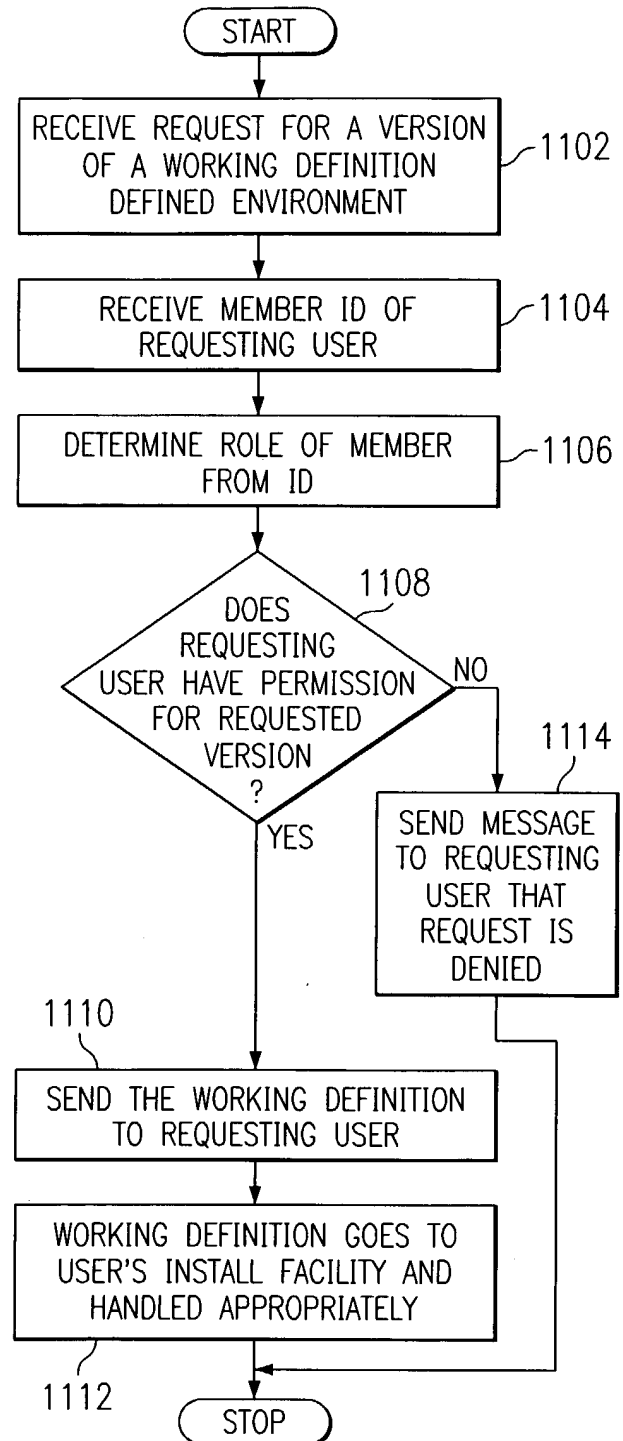 START
RECEIVE REQUEST FOR A VERSION
OF A WORKING DEFINITION
DEFINED ENVIRONMENT
1102
RECEIVE MEMBER ID OF
REQUESTING USER
1104
DETERMINE ROLE OF MEMBER
FROM ID
1106
1108
DOES
REQUESTING
USER HAVE PERMISSION
FOR REQUESTED
VERSION
?
NO
YES
1114
SEND MESSAGE
TO REQUESTING
USER THAT
REQUEST IS
DENIED
1110
SEND THE WORKING DEFINITION
TO REQUESTING USER
WORKING DEFINITION GOES TO
USER'S INSTALL FACILITY AND
HANDLED APPROPRIATELY
1112
STOP